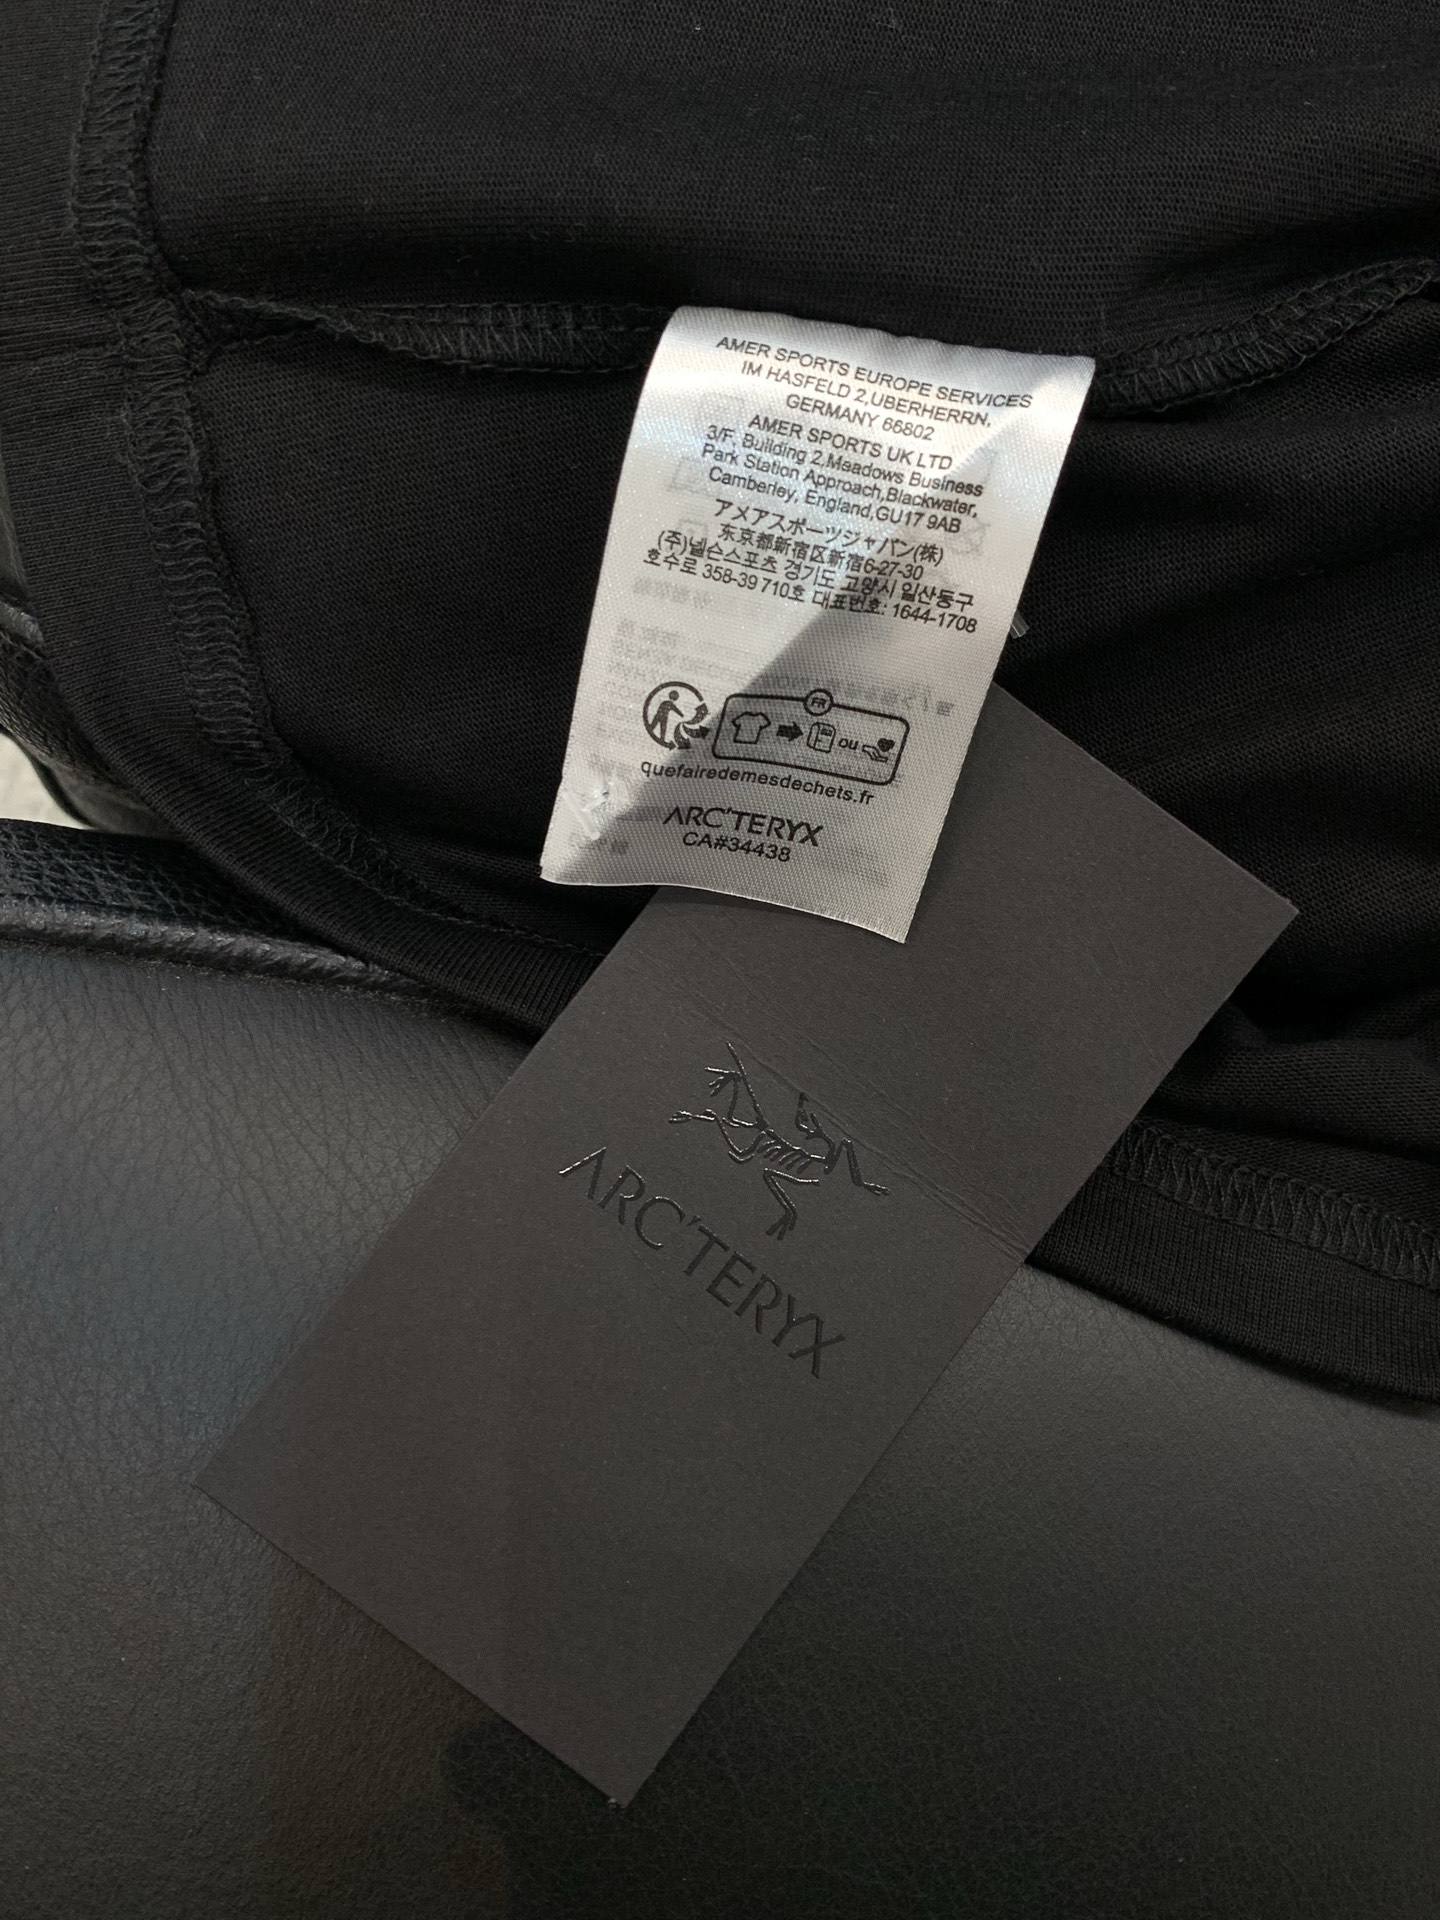 AMER SPORTS EUROPE SERVICES
IM HASFELD 2,UBERHERRN,
GERMANY 66802
AMER SPORTS UK LTD
3/F, Building 2,Meadows Business
Park Station Approach,Blackwater,
Camberley, England,GU17 9AB
アメアスポーツジャパン(株)
东京都新宿区新宿6-27-30
(주)넬슨스포츠 경기도 고양시 일산동구
호수로 358-39 710호 대표번호: 1644-1708
FR
ou
quefairedemesdechets.fr
ARC'TERYX
CA#34438
ARC'TERYX